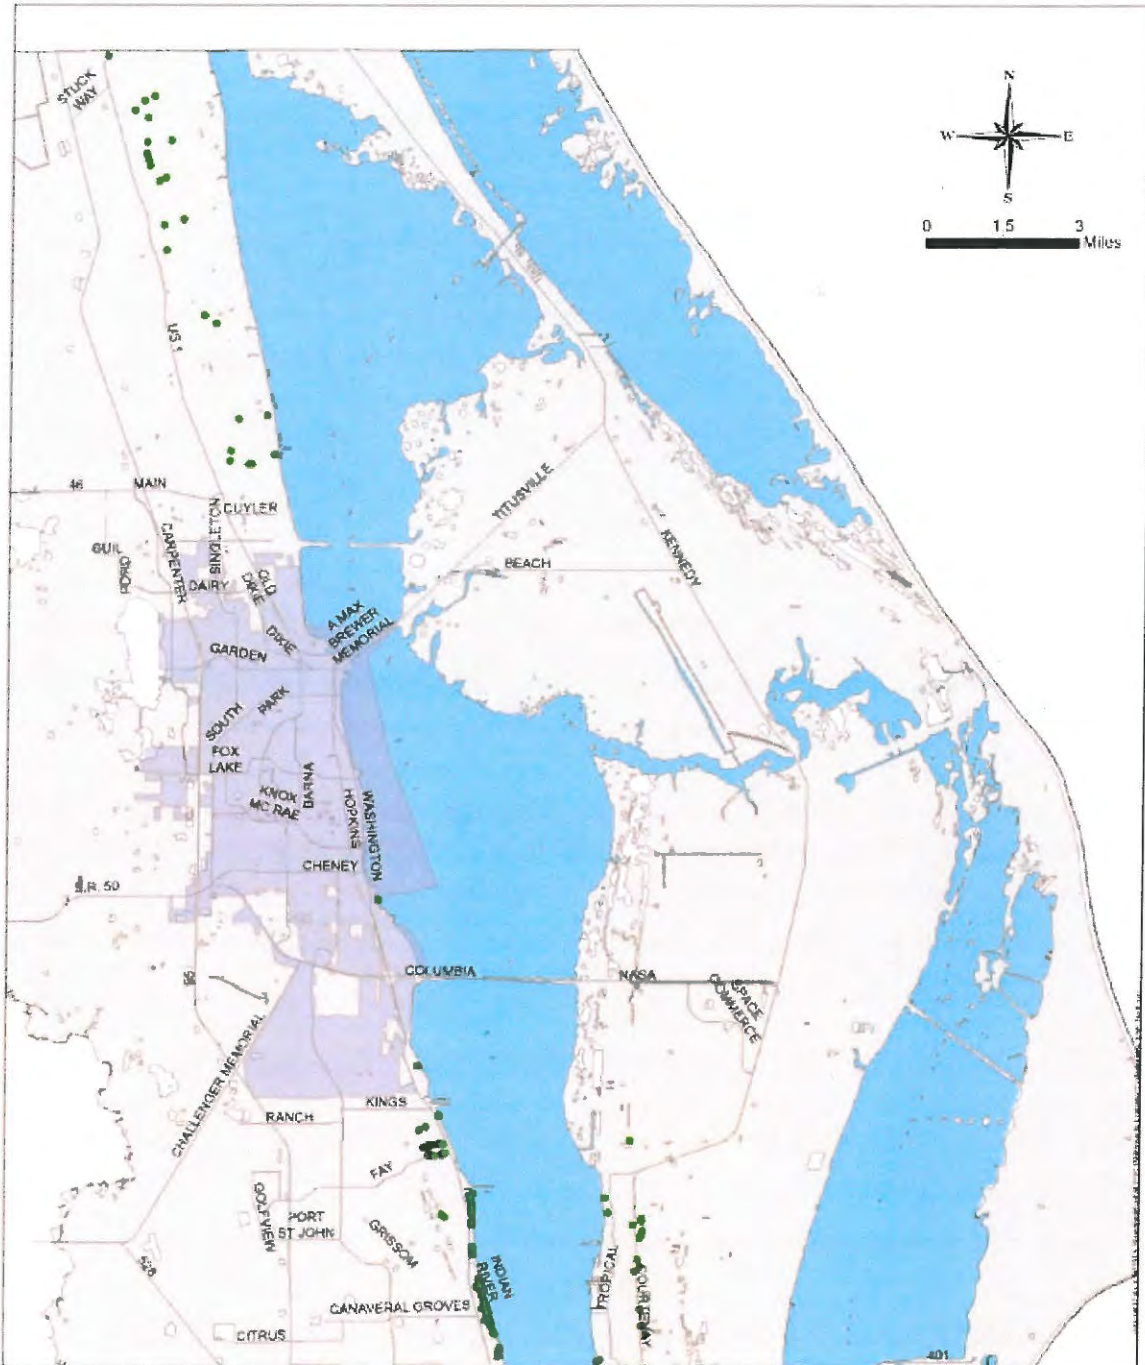 N
W E
S
0 1.5 3
Miles
STUCK
WAY
US 1
46
MAIN
CUYLER
SINGLETON
CARPENTER
GUIL
FORD
DAIRY
OLD
DIXIE
DIXIE
GARDEN
A MAX
BREWER
MEMORIAL
TITUSVILLE
BEACH
KENNEDY
SOUTH
PARK
FOX
LAKE
KNOX
MC RAE
BARNA
HOPKINS
WASHINGTON
CHENEY
S.R. 50
95
COLUMBIA
NASA
SPACE
COMMERCE
CHALLENGER MEMORIAL
KINGS
RANCH
FAY
GOLFVIEW
PORT
ST JOHN
GRISSOM
528
INDIAN
RIVER
TROPICAL
COURTENAY
CANAVERAL GROVES
CITRUS
401